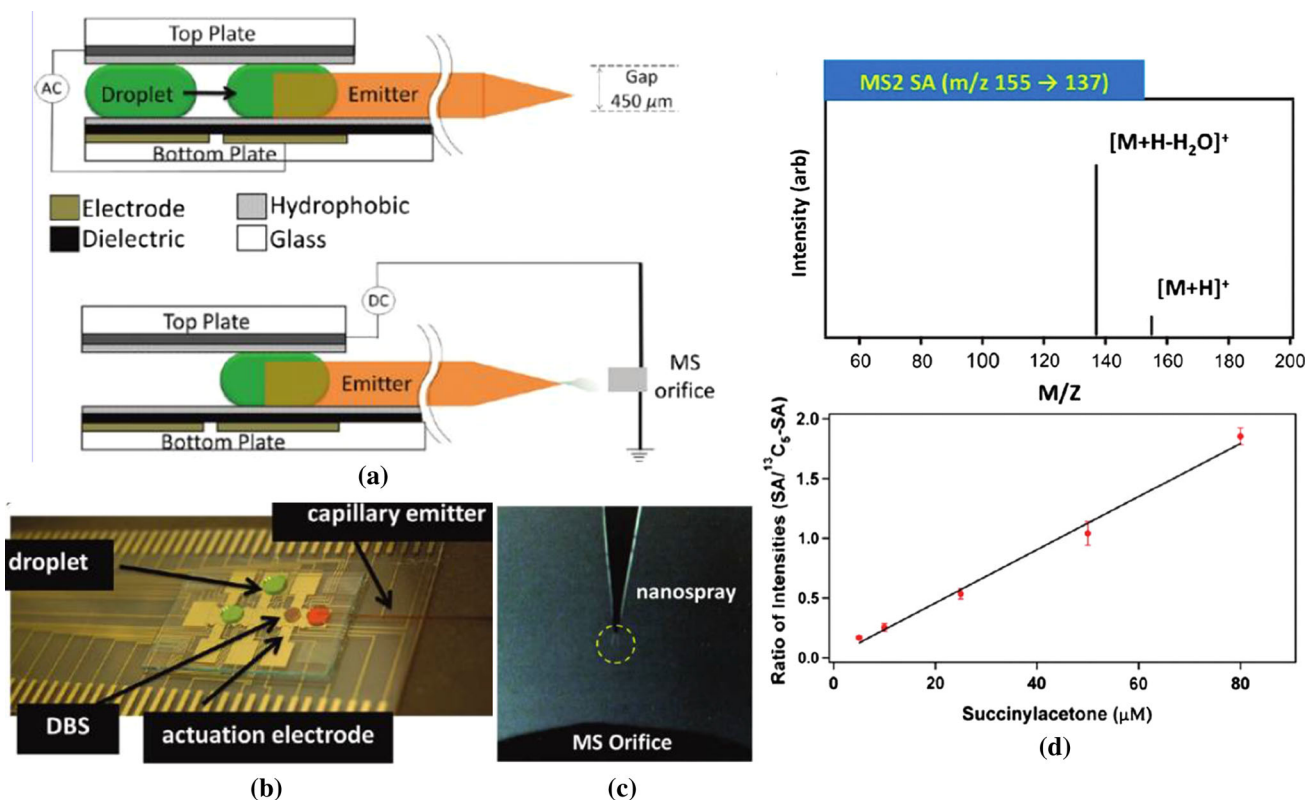 Top Plate
AC
Droplet
Emitter
Gap
450 μm
Bottom Plate
Electrode
Hydrophobic
Dielectric
Glass
DC
Top Plate
Emitter
MS
orifice
Bottom Plate
(a)
capillary emitter
droplet
DBS
actuation electrode
(b)
nanospray
MS Orifice
(c)
MS2 SA (m/z 155 → 137)
[M+H-H₂O]⁺
[M+H]⁺
Intensity (arb)
60 80 100 120 140 160 180 200
M/Z
2.0
1.5
1.0
0.5
0.0
Ratio of Intensities (SA/¹³C₅-SA)
0 20 40 60 80
Succinylacetone (μM)
(d)